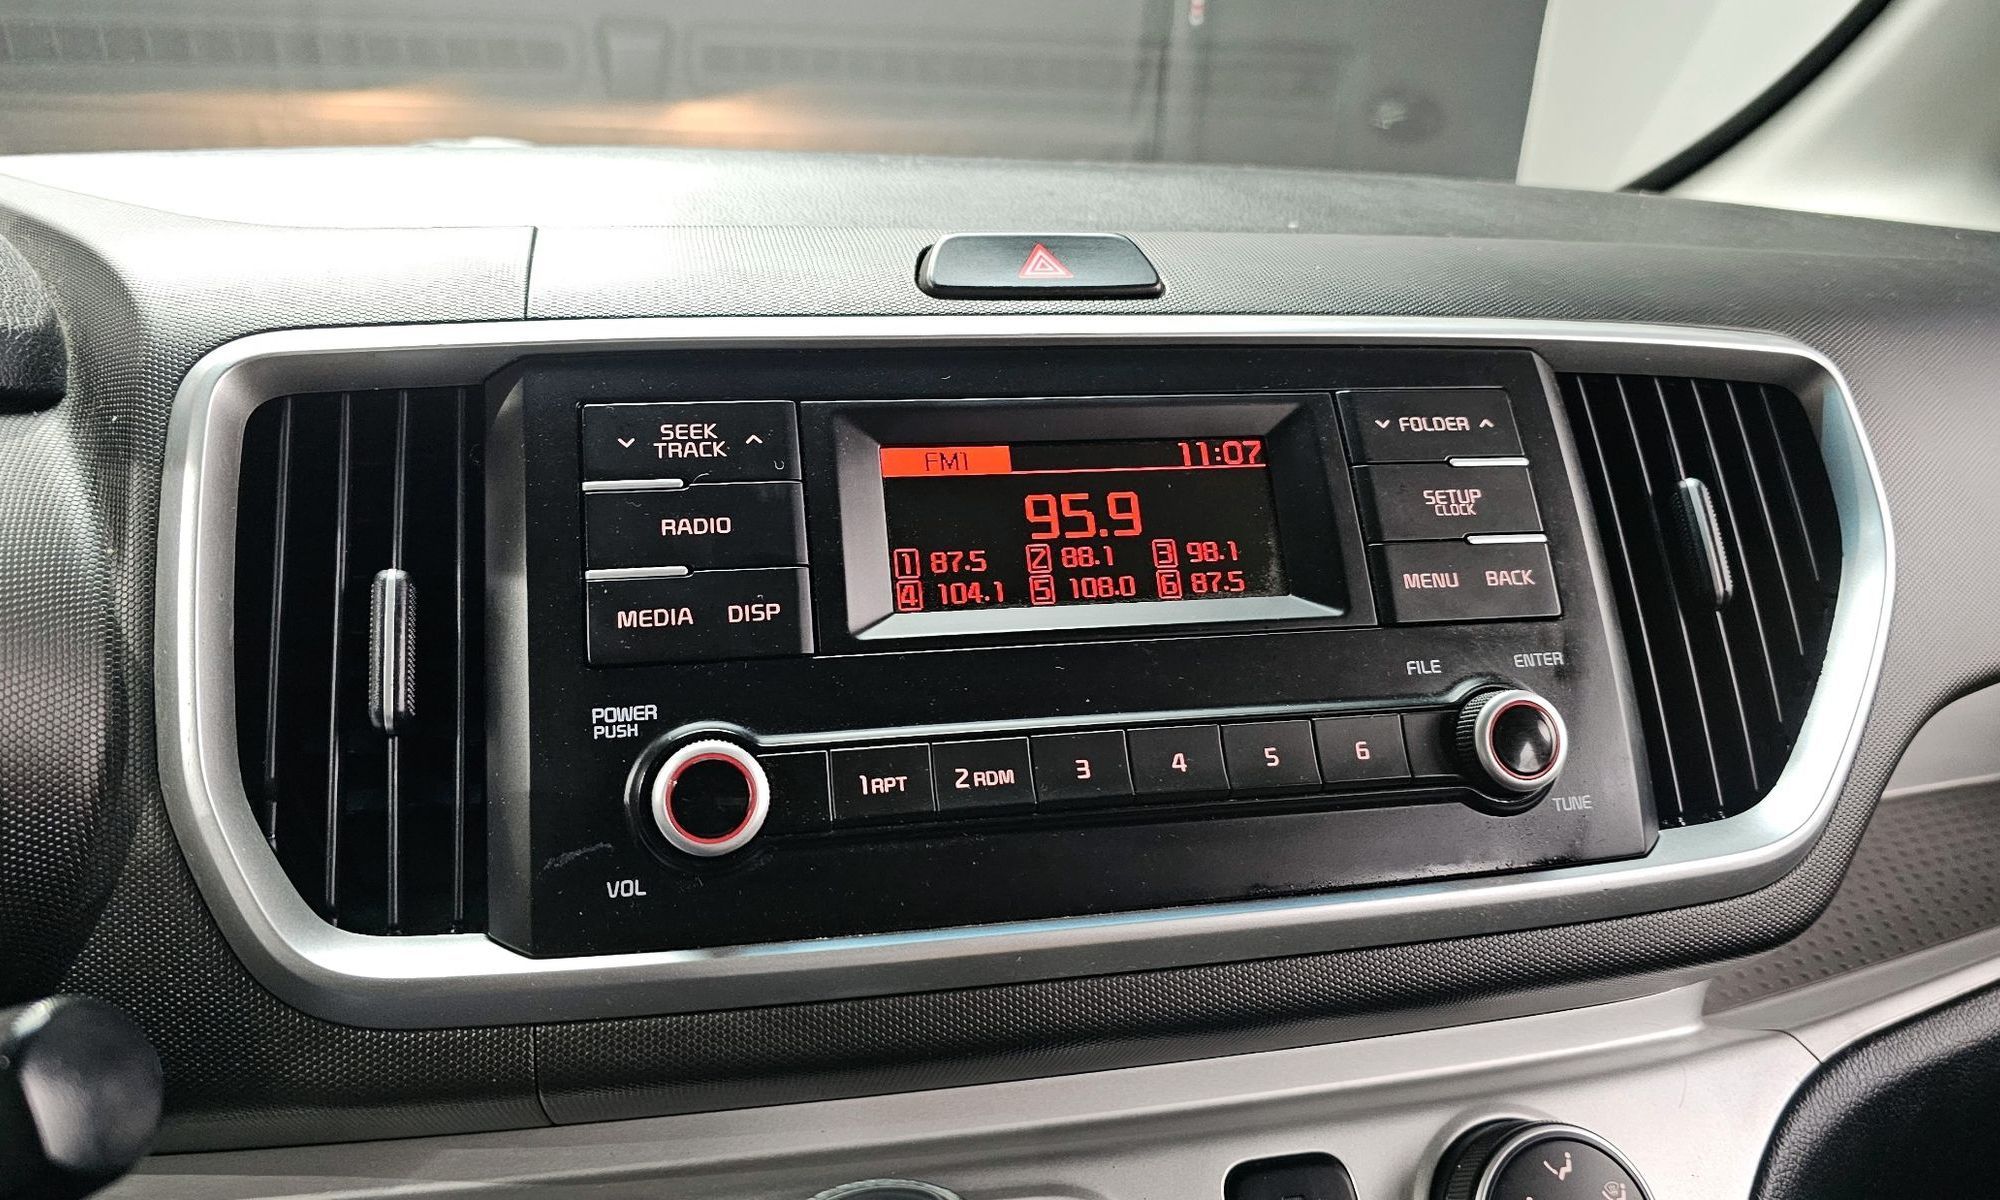 SEEK
TRACK
RADIO
MEDIA DISP
FM1 11:07
95.9
1 87.5 2 88.1 3 98.1
4 104.1 5 108.0 6 87.5
FOLDER
SETUP
CLOCK
MENU BACK
POWER
PUSH
VOL
1 RPT 2 RDM 3 4 5 6
FILE
ENTER
TUNE